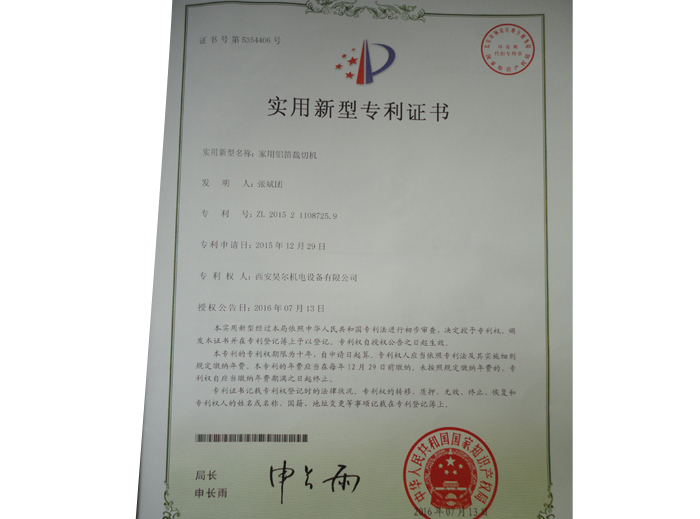 证书号第5354406号
实用新型专利证书
实用新型名称：家用铝箔裁切机
发 明 人：张斌团
专 利 号：ZL 2015 2 1108725.9
专利申请日：2015年12月29日
专 利 权 人：西安昊尔机电设备有限公司
授权公告日：2016年07月13日
本实用新型经过本局依照中华人民共和国专利法进行初步审查，决定授予专利权，颁
发本证书并在专利登记簿上予以登记。专利权自授权公告之日起生效。
本专利的专利权期限为十年，自申请日起算。专利权人应当依照专利法及其实施细则
规定缴纳年费。本专利的年费应当在每年12月29日前缴纳。未按照规定缴纳年费的，专利
权自应当缴纳年费期满之日起终止。
专利证书记载专利权登记时的法律状况。专利权的转移、质押、无效、终止、恢复和
专利权人的姓名或名称、国籍、地址变更等事项记载在专利登记簿上。
局长
申长雨
申长雨
中华人民共和国国家知识产权局
2016年07月13日